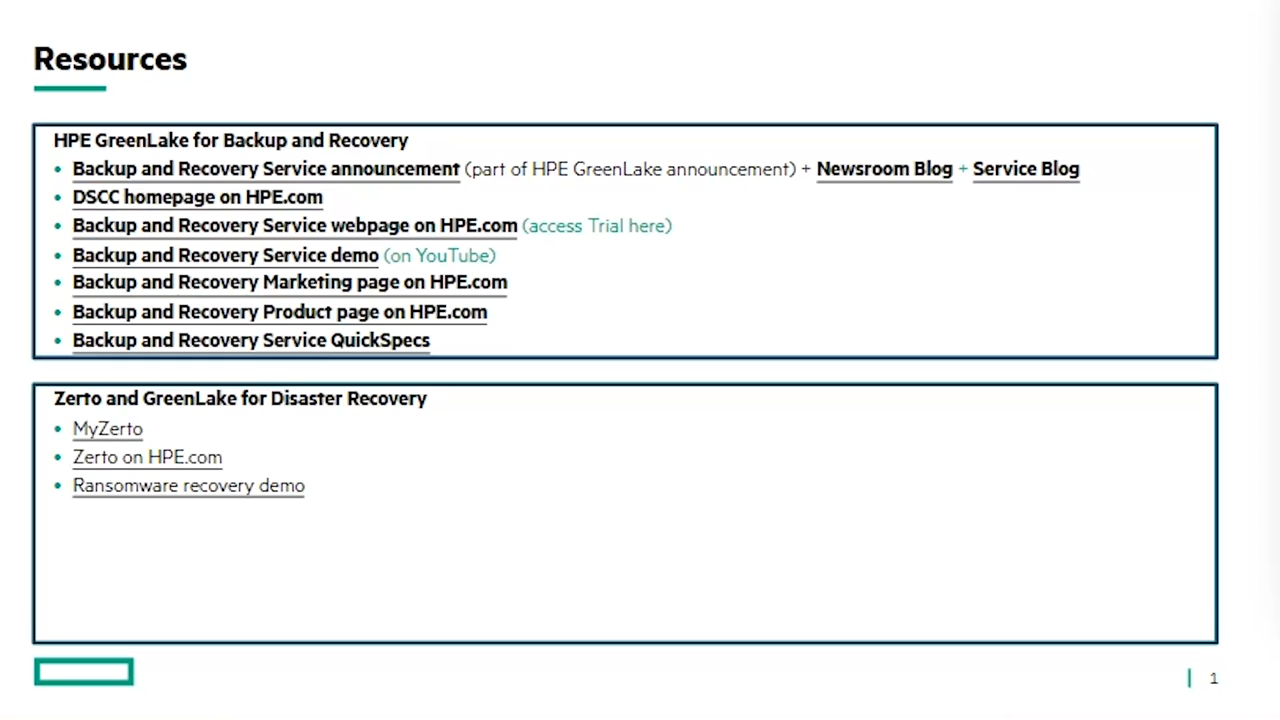 Resources
HPE GreenLake for Backup and Recovery
• Backup and Recovery Service announcement (part of HPE GreenLake announcement) + Newsroom Blog + Service Blog
• DSCC homepage on HPE.com
• Backup and Recovery Service webpage on HPE.com (access Trial here)
• Backup and Recovery Service demo (on YouTube)
• Backup and Recovery Marketing page on HPE.com
• Backup and Recovery Product page on HPE.com
• Backup and Recovery Service QuickSpecs
Zerto and GreenLake for Disaster Recovery
• MyZerto
• Zerto on HPE.com
• Ransomware recovery demo
1